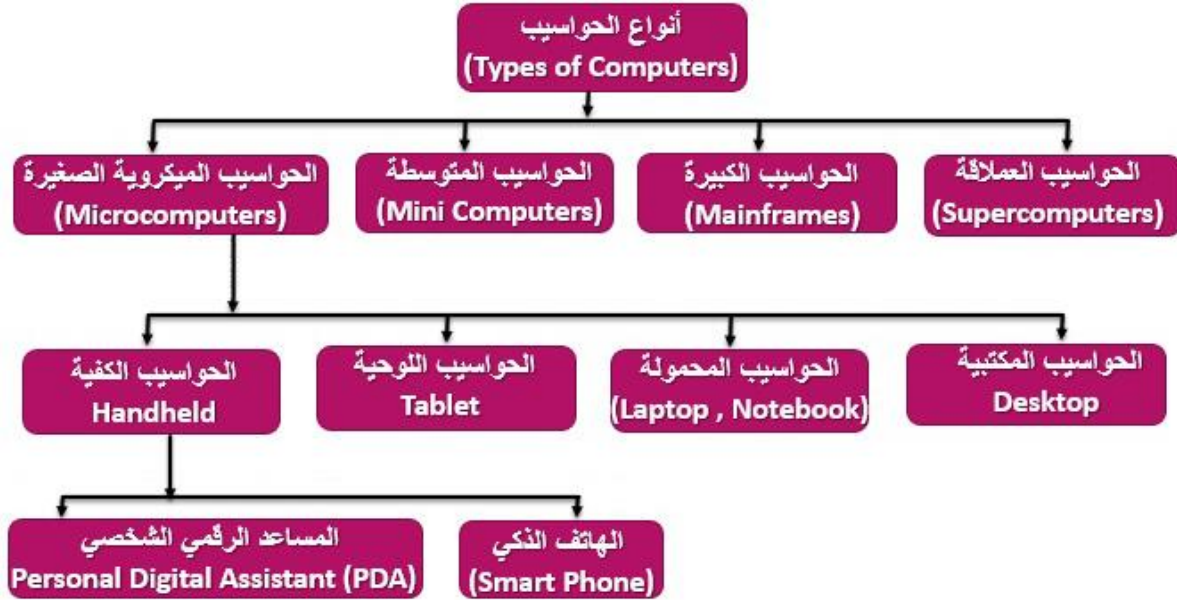 أنواع الحواسيب
(Types of Computers)
الحواسيب العملاقة
(Supercomputers)
الحواسيب الكبيرة
(Mainframes)
الحواسيب المتوسطة
(Mini Computers)
الحواسيب الميكروية الصغيرة
(Microcomputers)
الحواسيب المكتبية
Desktop
الحواسيب المحمولة
(Laptop , Notebook)
الحواسيب اللوحية
Tablet
الحواسيب الكفية
Handheld
الهاتف الذكي
(Smart Phone)
المساعد الرقمي الشخصي
Personal Digital Assistant (PDA)